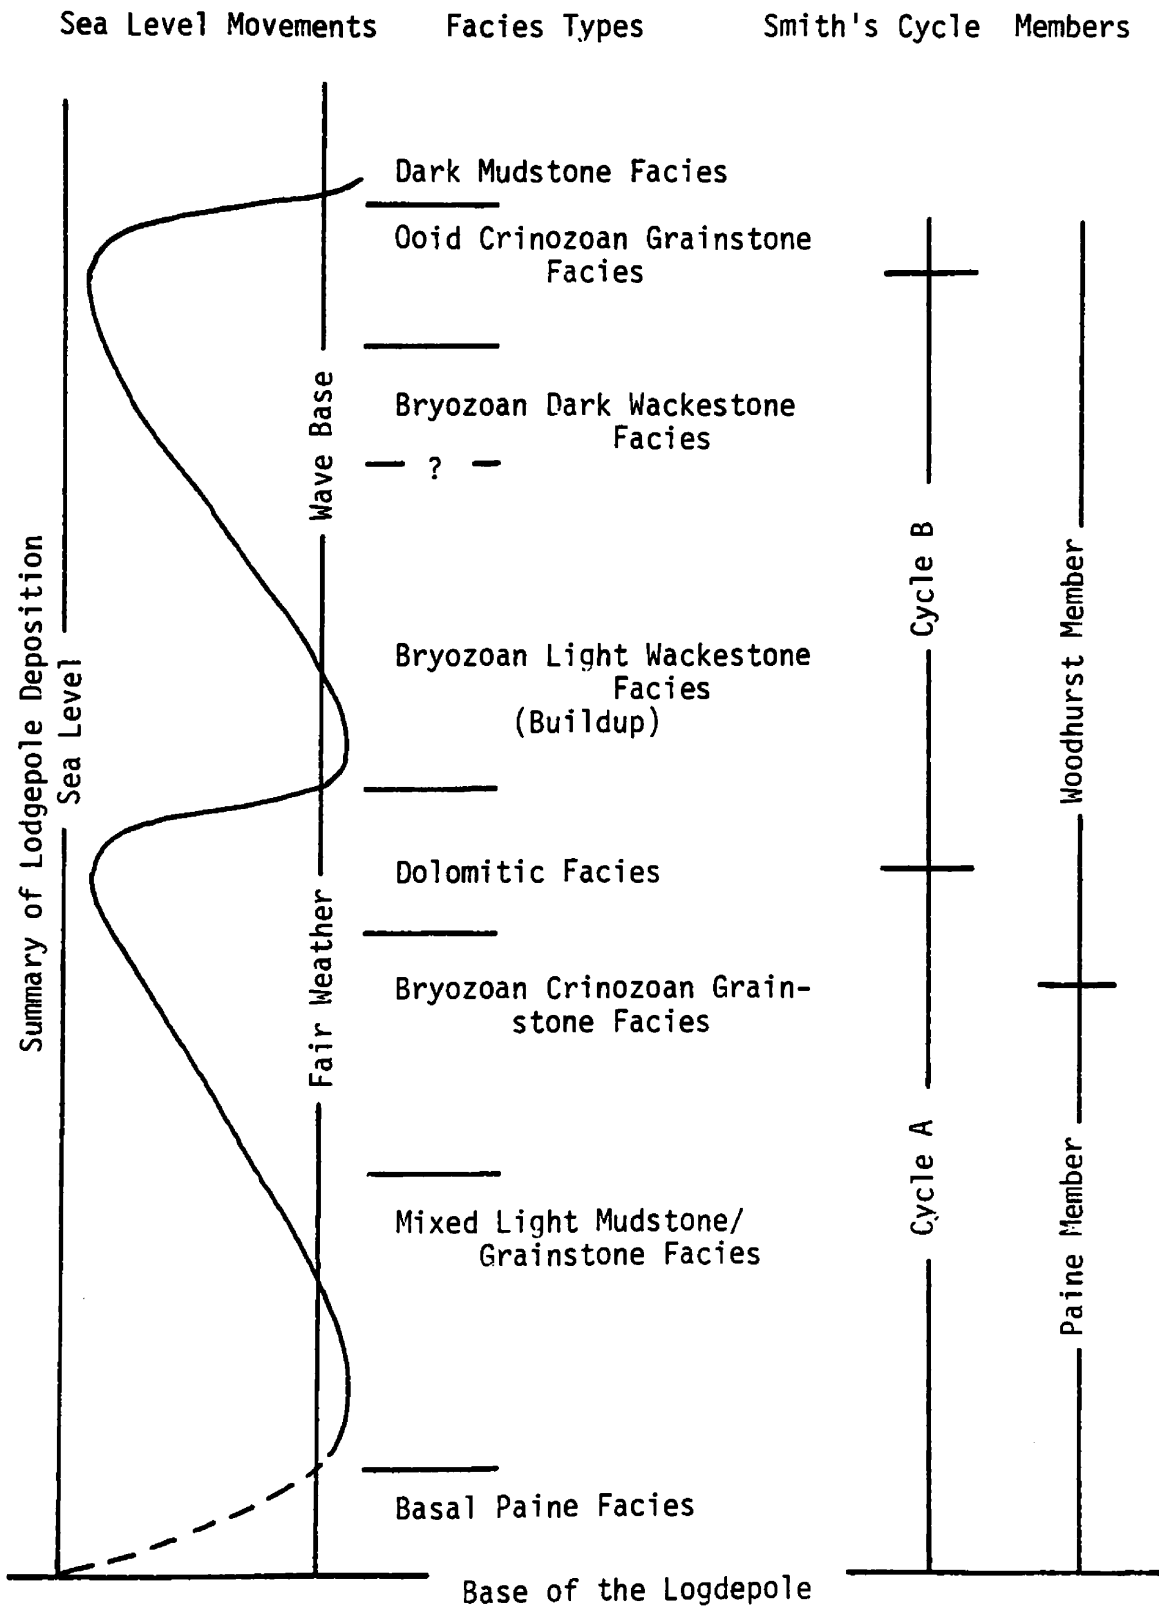 Sea Level Movements Facies Types Smith's Cycle Members
Dark Mudstone Facies
Ooid Crinozoan Grainstone
Facies
Bryozoan Dark Wackestone
Facies
?
Bryozoan Light Wackestone
Facies
(Buildup)
Dolomitic Facies
Bryozoan Crinozoan Grain-
stone Facies
Mixed Light Mudstone/
Grainstone Facies
Basal Paine Facies
Base of the Logdepole
Summary of Lodgepole Deposition
Sea Level
Fair Weather Wave Base
Cycle A
Cycle B
Paine Member
Woodhurst Member